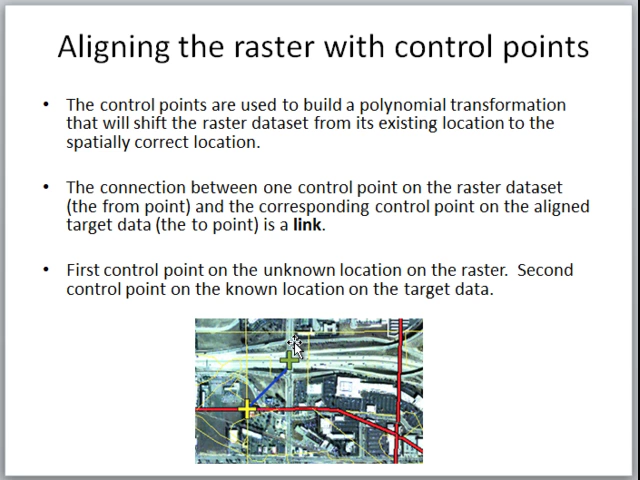 Aligning the raster with control points
• The control points are used to build a polynomial transformation
that will shift the raster dataset from its existing location to the
spatially correct location.
• The connection between one control point on the raster dataset
(the from point) and the corresponding control point on the aligned
target data (the to point) is a link.
• First control point on the unknown location on the raster.  Second
control point on the known location on the target data.